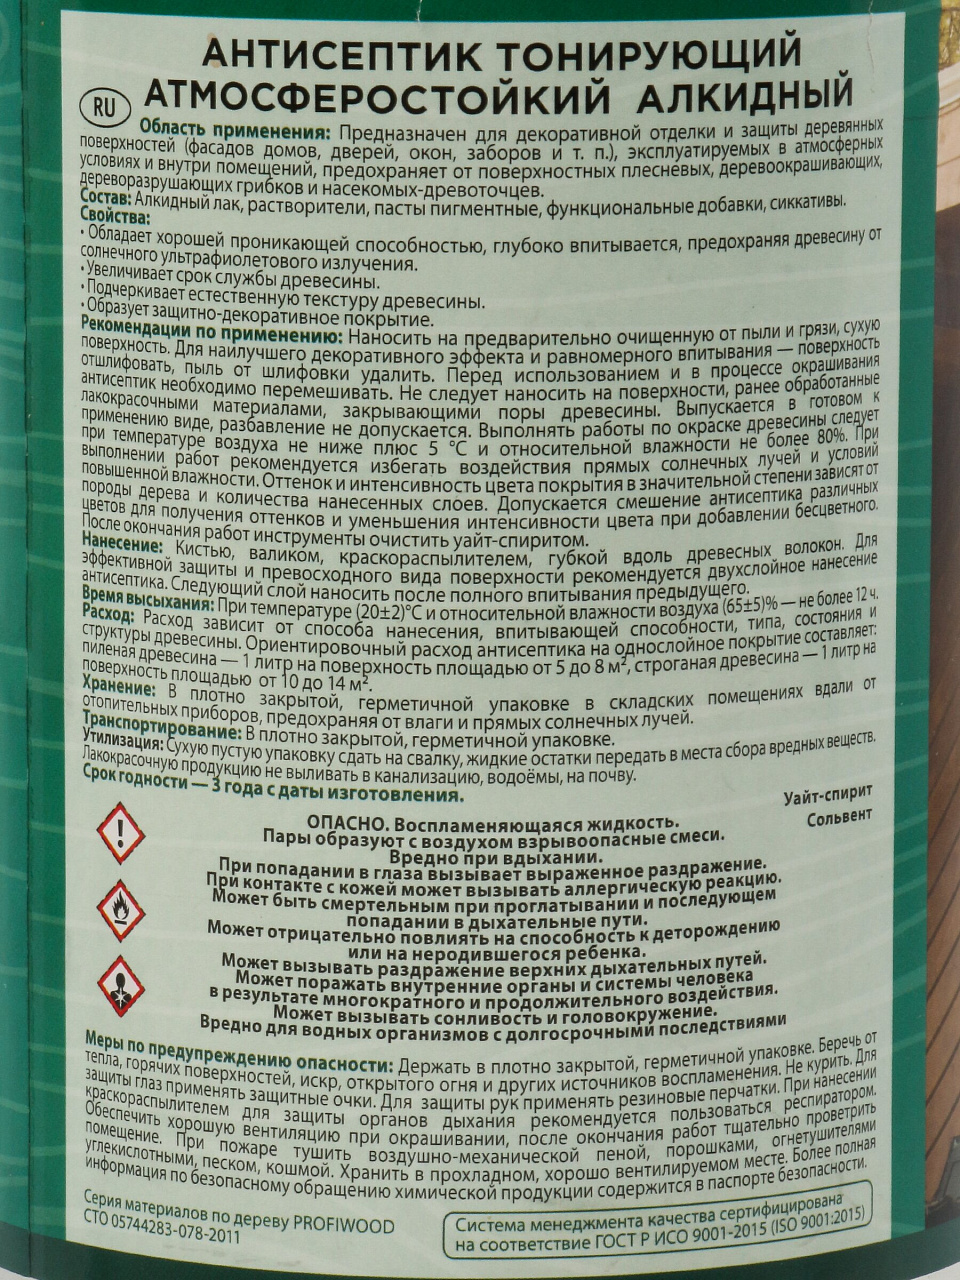 АНТИСЕПТИК ТОНИРУЮЩИЙ
АТМОСФЕРОСТОЙКИЙ АЛКИДНЫЙ
RU
Область применения: Предназначен для декоративной отделки и защиты деревянных
поверхностей (фасадов домов, дверей, окон, заборов и т. п.), эксплуатируемых в атмосферных
условиях и внутри помещений, предохраняет от поверхностных плесневых, деревоокрашивающих,
дереворазрушающих грибков и насекомых-древоточцев.
Состав: Алкидный лак, растворители, пасты пигментные, функциональные добавки, сиккативы.
Свойства:
• Обладает хорошей проникающей способностью, глубоко впитывается, предохраняя древесину от
солнечного ультрафиолетового излучения.
• Увеличивает срок службы древесины.
• Подчеркивает естественную текстуру древесины.
• Образует защитно-декоративное покрытие.
Рекомендации по применению: Наносить на предварительно очищенную от пыли и грязи, сухую
поверхность. Для наилучшего декоративного эффекта и равномерного впитывания — поверхность
отшлифовать, пыль от шлифовки удалить. Перед использованием и в процессе окрашивания
антисептик необходимо перемешивать. Не следует наносить на поверхности, ранее обработанные
лакокрасочными материалами, закрывающими поры древесины. Выпускается в готовом к
применению виде, разбавление не допускается. Выполнять работы по окраске древесины следует
при температуре воздуха не ниже плюс 5 °С и относительной влажности не более 80%. При
выполнении работ рекомендуется избегать воздействия прямых солнечных лучей и условий
повышенной влажности. Оттенок и интенсивность цвета покрытия в значительной степени зависят от
породы дерева и количества нанесенных слоев. Допускается смешение антисептика различных
цветов для получения оттенков и уменьшения интенсивности цвета при добавлении бесцветного.
После окончания работ инструменты очистить уайт-спиритом.
Нанесение: Кистью, валиком, краскораспылителем, губкой вдоль древесных волокон. Для
эффективной защиты и превосходного вида поверхности рекомендуется двухслойное нанесение
антисептика. Следующий слой наносить после полного впитывания предыдущего.
Время высыхания: При температуре (20±2)°С и относительной влажности воздуха (65±5)% — не более 12 ч.
Расход: Расход зависит от способа нанесения, впитывающей способности, типа, состояния и
структуры древесины. Ориентировочный расход антисептика на однослойное покрытие составляет:
пиленая древесина — 1 литр на поверхность площадью от 5 до 8 м², строганая древесина — 1 литр на
поверхность площадью от 10 до 14 м².
Хранение: В плотно закрытой, герметичной упаковке в складских помещениях вдали от
отопительных приборов, предохраняя от влаги и прямых солнечных лучей.
Транспортирование: В плотно закрытой, герметичной упаковке.
Утилизация: Сухую пустую упаковку сдать на свалку, жидкие остатки передать в места сбора вредных веществ.
Лакокрасочную продукцию не выливать в канализацию, водоёмы, на почву.
Срок годности — 3 года с даты изготовления.
Уайт-спирит
Сольвент
ОПАСНО. Воспламеняющаяся жидкость.
Пары образуют с воздухом взрывоопасные смеси.
Вредно при вдыхании.
При попадании в глаза вызывает выраженное раздражение.
При контакте с кожей может вызывать аллергическую реакцию.
Может быть смертельным при проглатывании и последующем
попадании в дыхательные пути.
Может отрицательно повлиять на способность к деторождению
или на неродившегося ребенка.
Может вызывать раздражение верхних дыхательных путей.
Может поражать внутренние органы и системы человека
в результате многократного и продолжительного воздействия.
Может вызывать сонливость и головокружение.
Вредно для водных организмов с долгосрочными последствиями
Меры по предупреждению опасности: Держать в плотно закрытой, герметичной упаковке. Беречь от
тепла, горячих поверхностей, искр, открытого огня и других источников воспламенения. Не курить. Для
защиты глаз применять защитные очки. Для защиты рук применять резиновые перчатки. При нанесении
краскораспылителем для защиты органов дыхания рекомендуется пользоваться респиратором.
Обеспечить хорошую вентиляцию при окрашивании, после окончания работ тщательно проветрить
помещение. При пожаре тушить воздушно-механической пеной, порошками, огнетушителями
углекислотными, песком, кошмой. Хранить в прохладном, хорошо вентилируемом месте. Более полная
информация по безопасному обращению химической продукции содержится в паспорте безопасности.
Серия материалов по дереву PROFIWOOD
СТО 05744283-078-2011
Система менеджмента качества сертифицирована
на соответствие ГОСТ Р ИСО 9001-2015 (ISO 9001:2015)